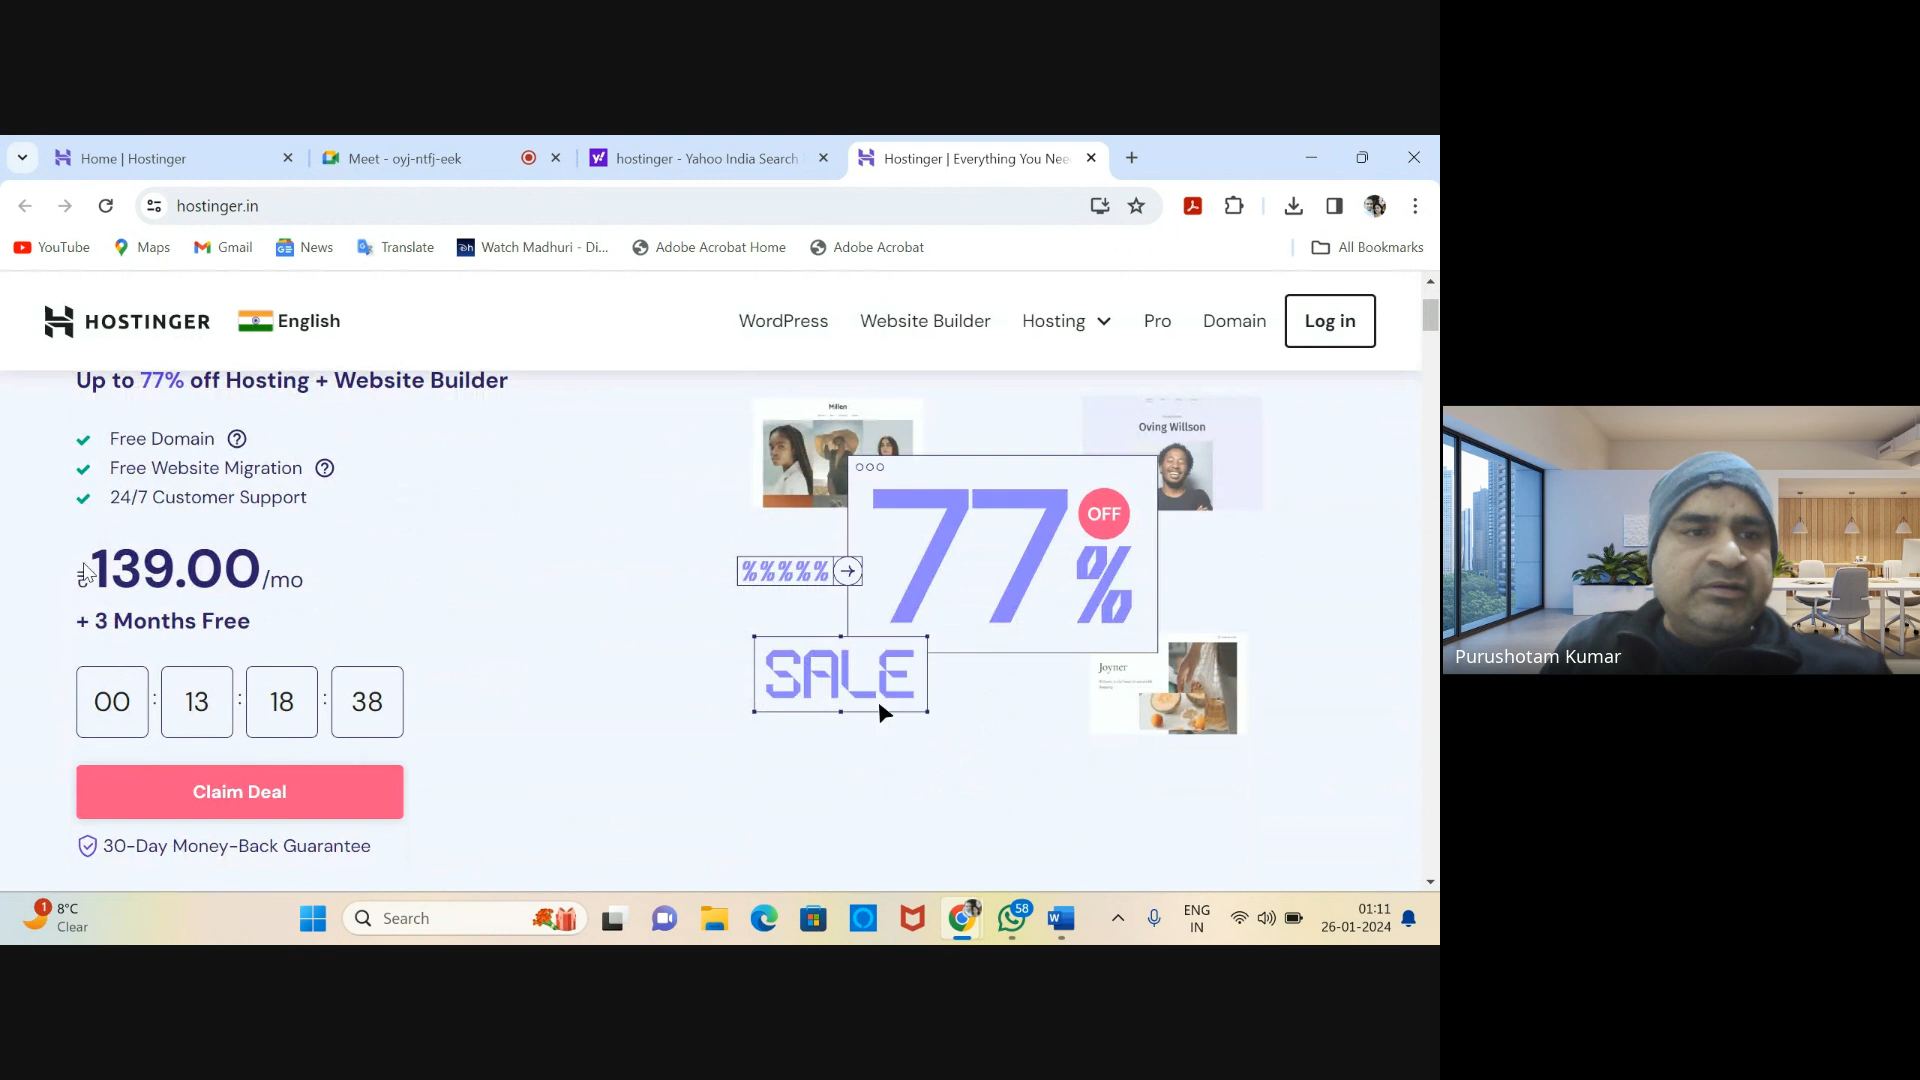 Home | Hostinger
Meet - oyj-ntfj-eek
hostinger - Yahoo India Search
Hostinger | Everything You Nee
hostinger.in
YouTube
Maps
Gmail
News
Translate
Watch Madhuri - Di...
Adobe Acrobat Home
Adobe Acrobat
All Bookmarks
HOSTINGER
English
WordPress
Website Builder
Hosting
Pro
Domain
Log in
Up to 77% off Hosting + Website Builder
Free Domain
Free Website Migration
24/7 Customer Support
139.00/mo
+ 3 Months Free
00 : 13 : 18 : 38
Claim Deal
30-Day Money-Back Guarantee
Millen
Oving Willson
77% OFF
%%%%%
SALE
Joyner
Purushotam Kumar
1
8°C
Clear
Search
58
ENG
IN
01:11
26-01-2024